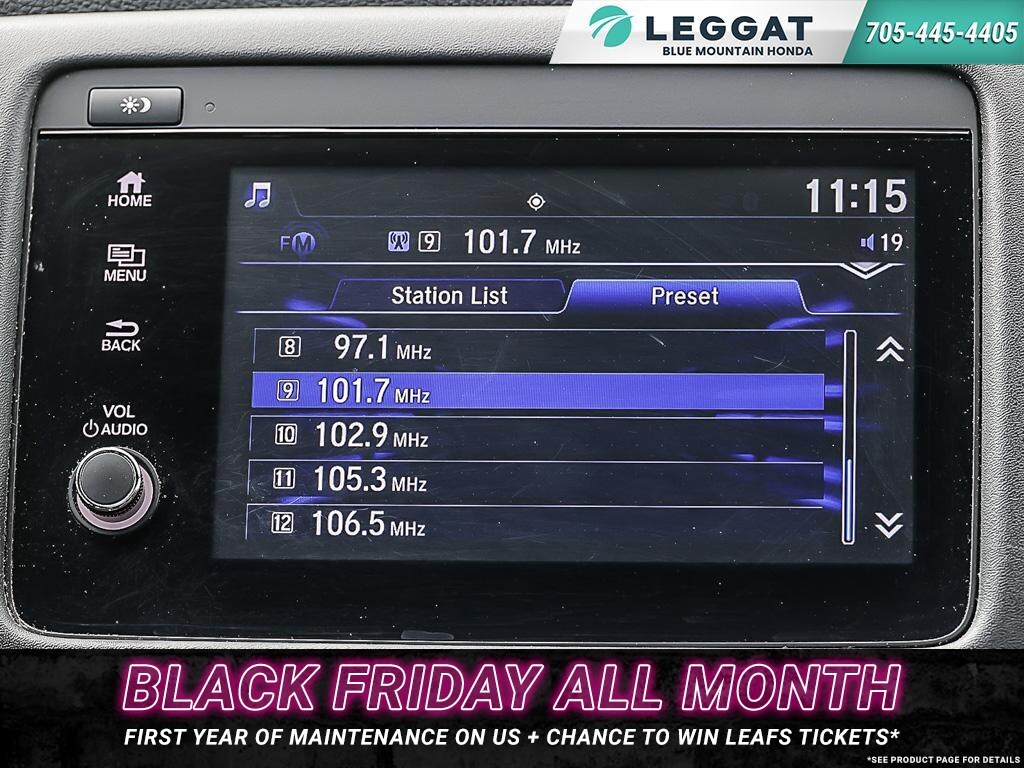 LEGGAT
BLUE MOUNTAIN HONDA
705-445-4405
HOME
11:15
FM 9 101.7 MHz 19
MENU
Station List Preset
BACK
8 97.1 MHz
9 101.7 MHz
VOL
AUDIO
10 102.9 MHz
11 105.3 MHz
12 106.5 MHz
BLACK FRIDAY ALL MONTH
FIRST YEAR OF MAINTENANCE ON US + CHANCE TO WIN LEAFS TICKETS*
*SEE PRODUCT PAGE FOR DETAILS